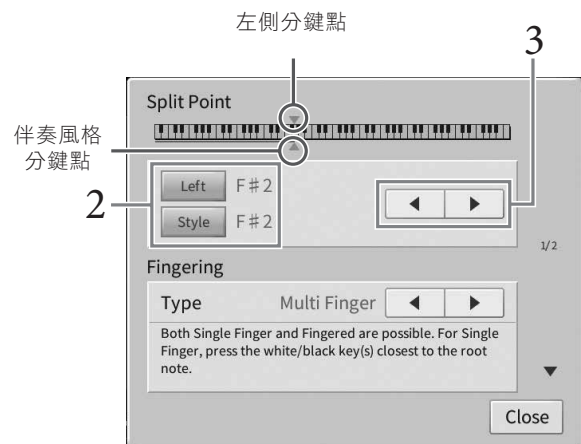 左側分鍵點
3
Split Point
伴奏風格
分鍵點
2
Left F♯2
Style F♯2
◀ ▶
1/2
Fingering
Type Multi Finger ◀ ▶
Both Single Finger and Fingered are possible. For Single
Finger, press the white/black key(s) closest to the root
note.
▼
Close